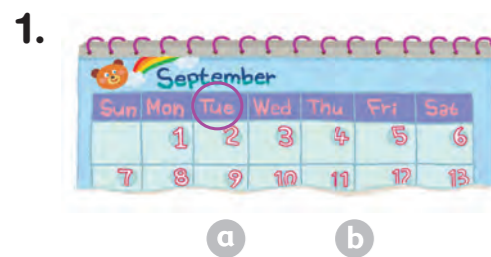 1.
September
Sun Mon Tue Wed Thu Fri Sat
1 2 3 4 5 6
7 8 9 10 11 12 13
a b